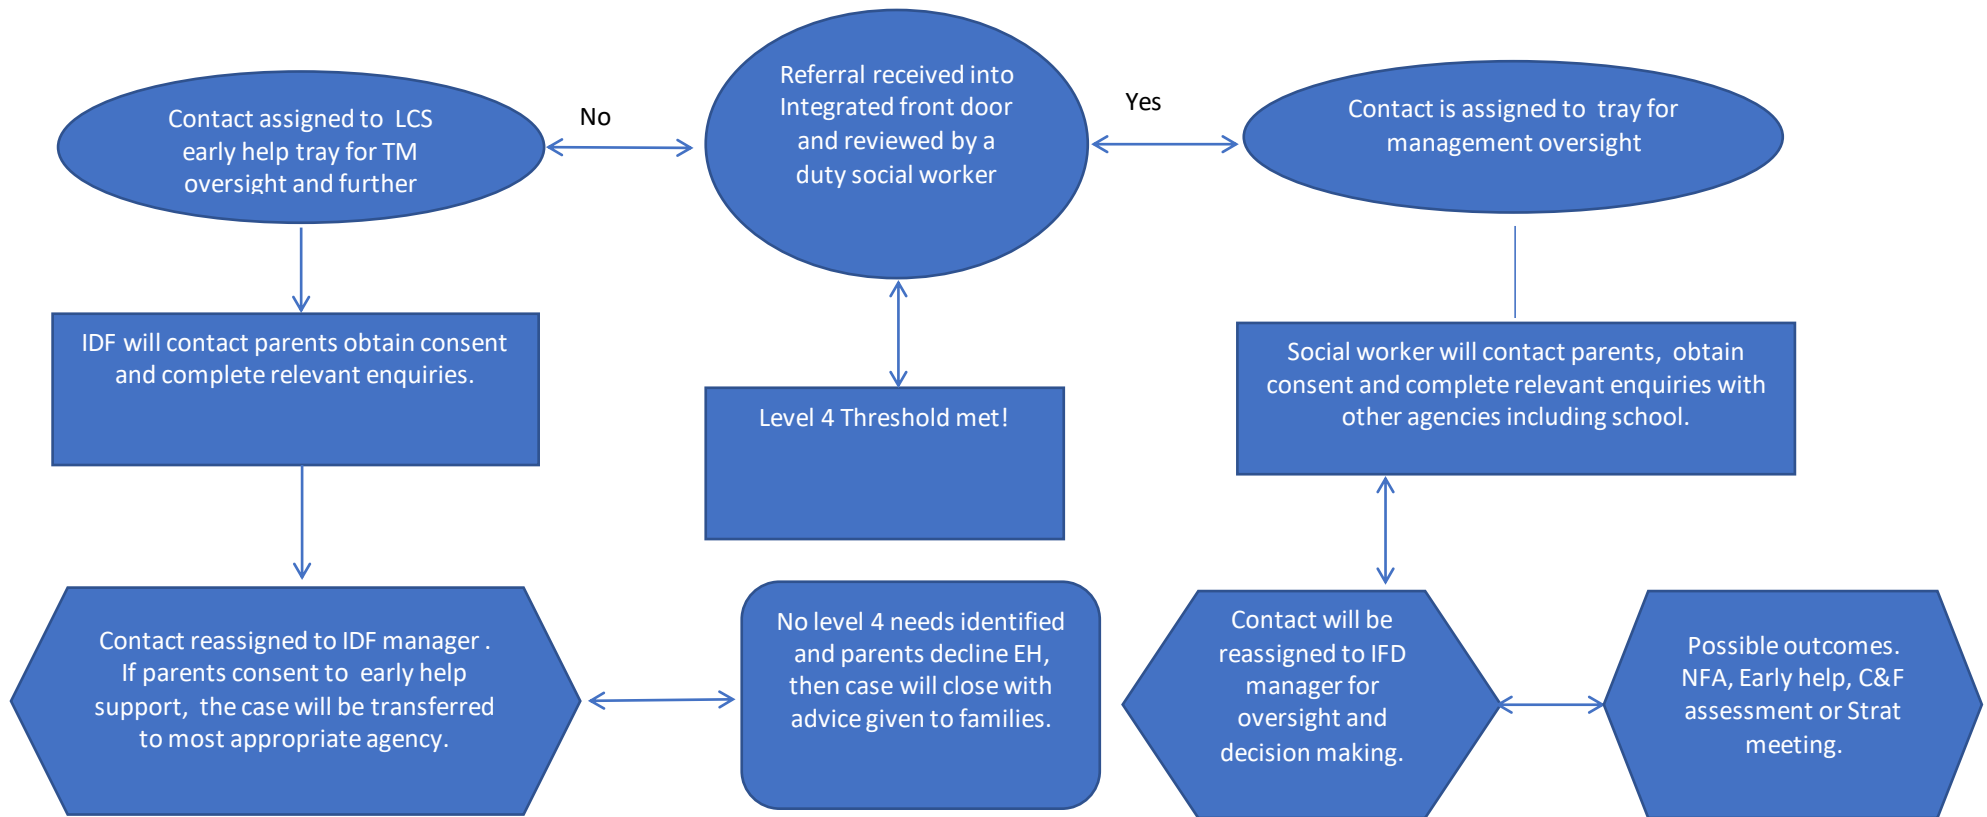 Contact assigned to LCS
early help tray for TM
oversight and further
No
Referral received into
Integrated front door
and reviewed by a
duty social worker
Yes
Contact is assigned to tray for
management oversight
IDF will contact parents obtain consent
and complete relevant enquiries.
Level 4 Threshold met!
Social worker will contact parents, obtain
consent and complete relevant enquiries with
other agencies including school.
Contact reassigned to IDF manager .
If parents consent to early help
support, the case will be transferred
to most appropriate agency.
No level 4 needs identified
and parents decline EH,
then case will close with
advice given to families.
Contact will be
reassigned to IFD
manager for
oversight and
decision making.
Possible outcomes.
NFA, Early help, C&F
assessment or Strat
meeting.